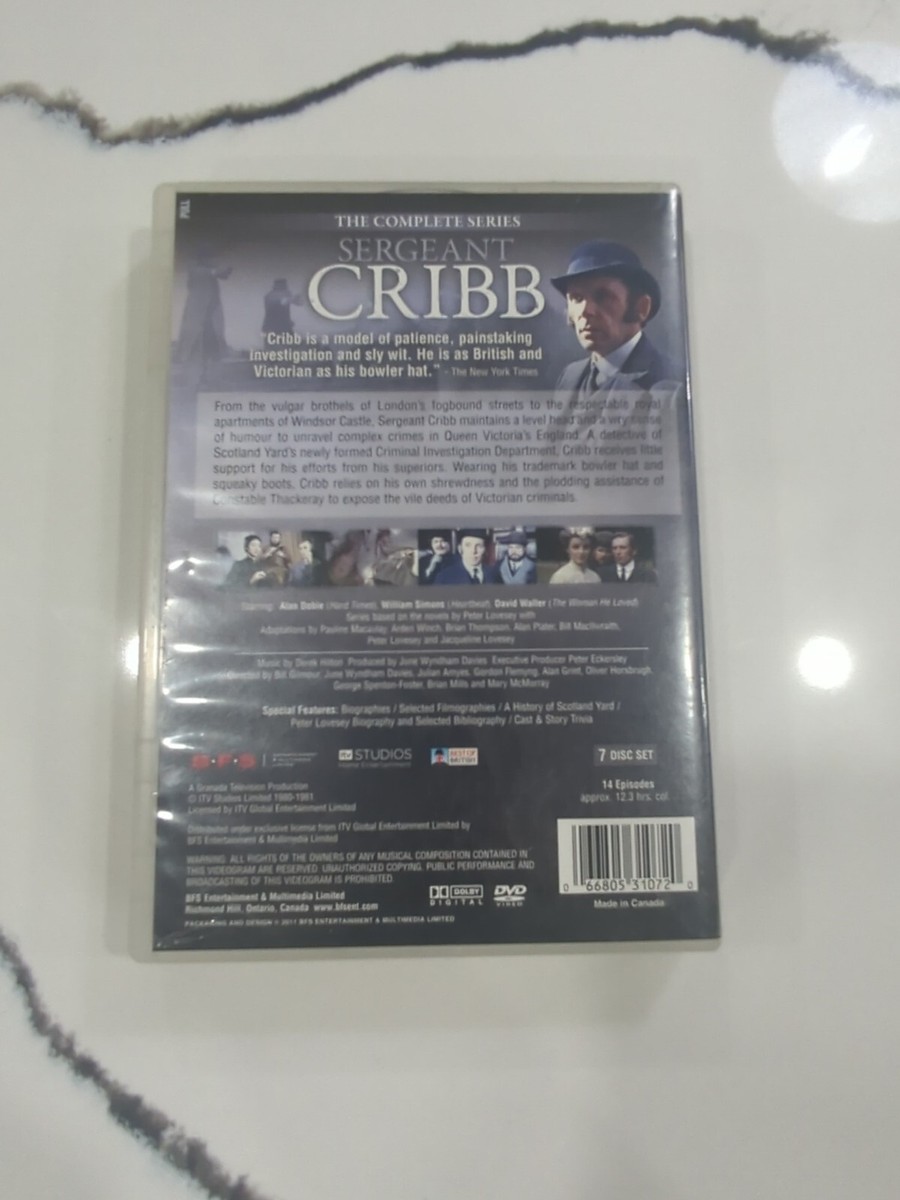 PULL
THE COMPLETE SERIES
SERGEANT
CRIBB
"Cribb is a model of patience, painstaking
investigation and sly wit. He is as British and
Victorian as his bowler hat." - The New York Times
From the vulgar brothels of London's fogbound streets to the respectable royal
apartments of Windsor Castle, Sergeant Cribb maintains a level head and a wry sense
of humour to unravel complex crimes in Queen Victoria's England. A detective of
Scotland Yard's newly formed Criminal Investigation Department, Cribb receives little
support for his efforts from his superiors. Wearing his trademark bowler hat and
squeaky boots, Cribb relies on his own shrewdness and the plodding assistance of
Constable Thackeray to expose the vile deeds of Victorian criminals.
Starring: Alan Dobie (Hard Times), William Simons (Heartbeat), David Waller (The Woman He Loved)
Series based on the novels by Peter Lovesey with
Adaptations by Pauline Macaulay, Arden Winch, Brian Thompson, Alan Plater, Bill MacIlwraith,
Peter Lovesey and Jacqueline Lovesey
Music by Derek Hilton Produced by June Wyndham Davies Executive Producer Peter Eckersley
Directed by Bill Gilmour, June Wyndham Davies, Julian Amyes, Gordon Flemyng, Alan Grint, Oliver Horsbrugh,
George Spenton-Foster, Brian Mills and Mary McMurray
Special Features: Biographies / Selected Filmographies / A History of Scotland Yard /
Peter Lovesey Biography and Selected Bibliography / Cast & Story Trivia
B·F·S
itv STUDIOS
Home Entertainment
BEST OF
BRITISH
7 DISC SET
A Granada Television Production
© ITV Studios Limited 1980-1981
Licensed by ITV Global Entertainment Limited
14 Episodes
approx. 12.3 hrs. col.
Distributed under exclusive license from ITV Global Entertainment Limited by
BFS Entertainment & Multimedia Limited
WARNING: ALL RIGHTS OF THE OWNERS OF ANY MUSICAL COMPOSITION CONTAINED IN
THIS VIDEOGRAM ARE RESERVED. UNAUTHORIZED COPYING, PUBLIC PERFORMANCE AND
BROADCASTING OF THIS VIDEOGRAM IS PROHIBITED.
BFS Entertainment & Multimedia Limited
Richmond Hill, Ontario, Canada www.bfsent.com
PACKAGING AND DESIGN © 2011 BFS ENTERTAINMENT & MULTIMEDIA LIMITED
DOLBY
DIGITAL
DVD
VIDEO
0 66805 31072 0
Made in Canada